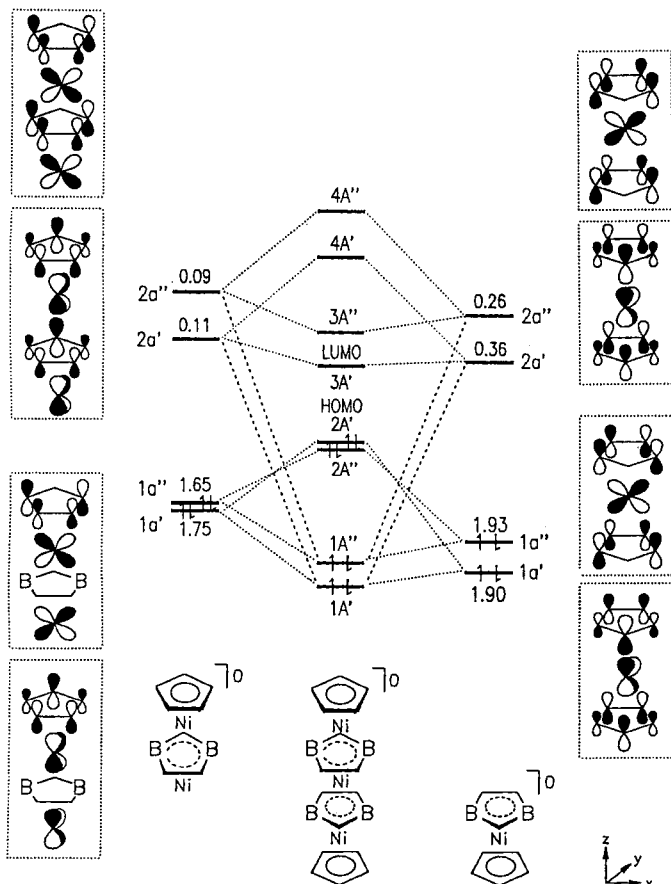 4A''
4A'
0.09
2a''
3A''
0.26
2a''
2a'
0.11
LUMO
0.36
2a'
3A'
HOMO
2A'
1a''
1.65
2A''
1a'
1.75
1A''
1.93
1a''
1A'
1a'
1.90
B B
B B
]0
]0
Ni
Ni
B B
B B
Ni
Ni
B B
]0
B B
Ni
Ni
z
y
x